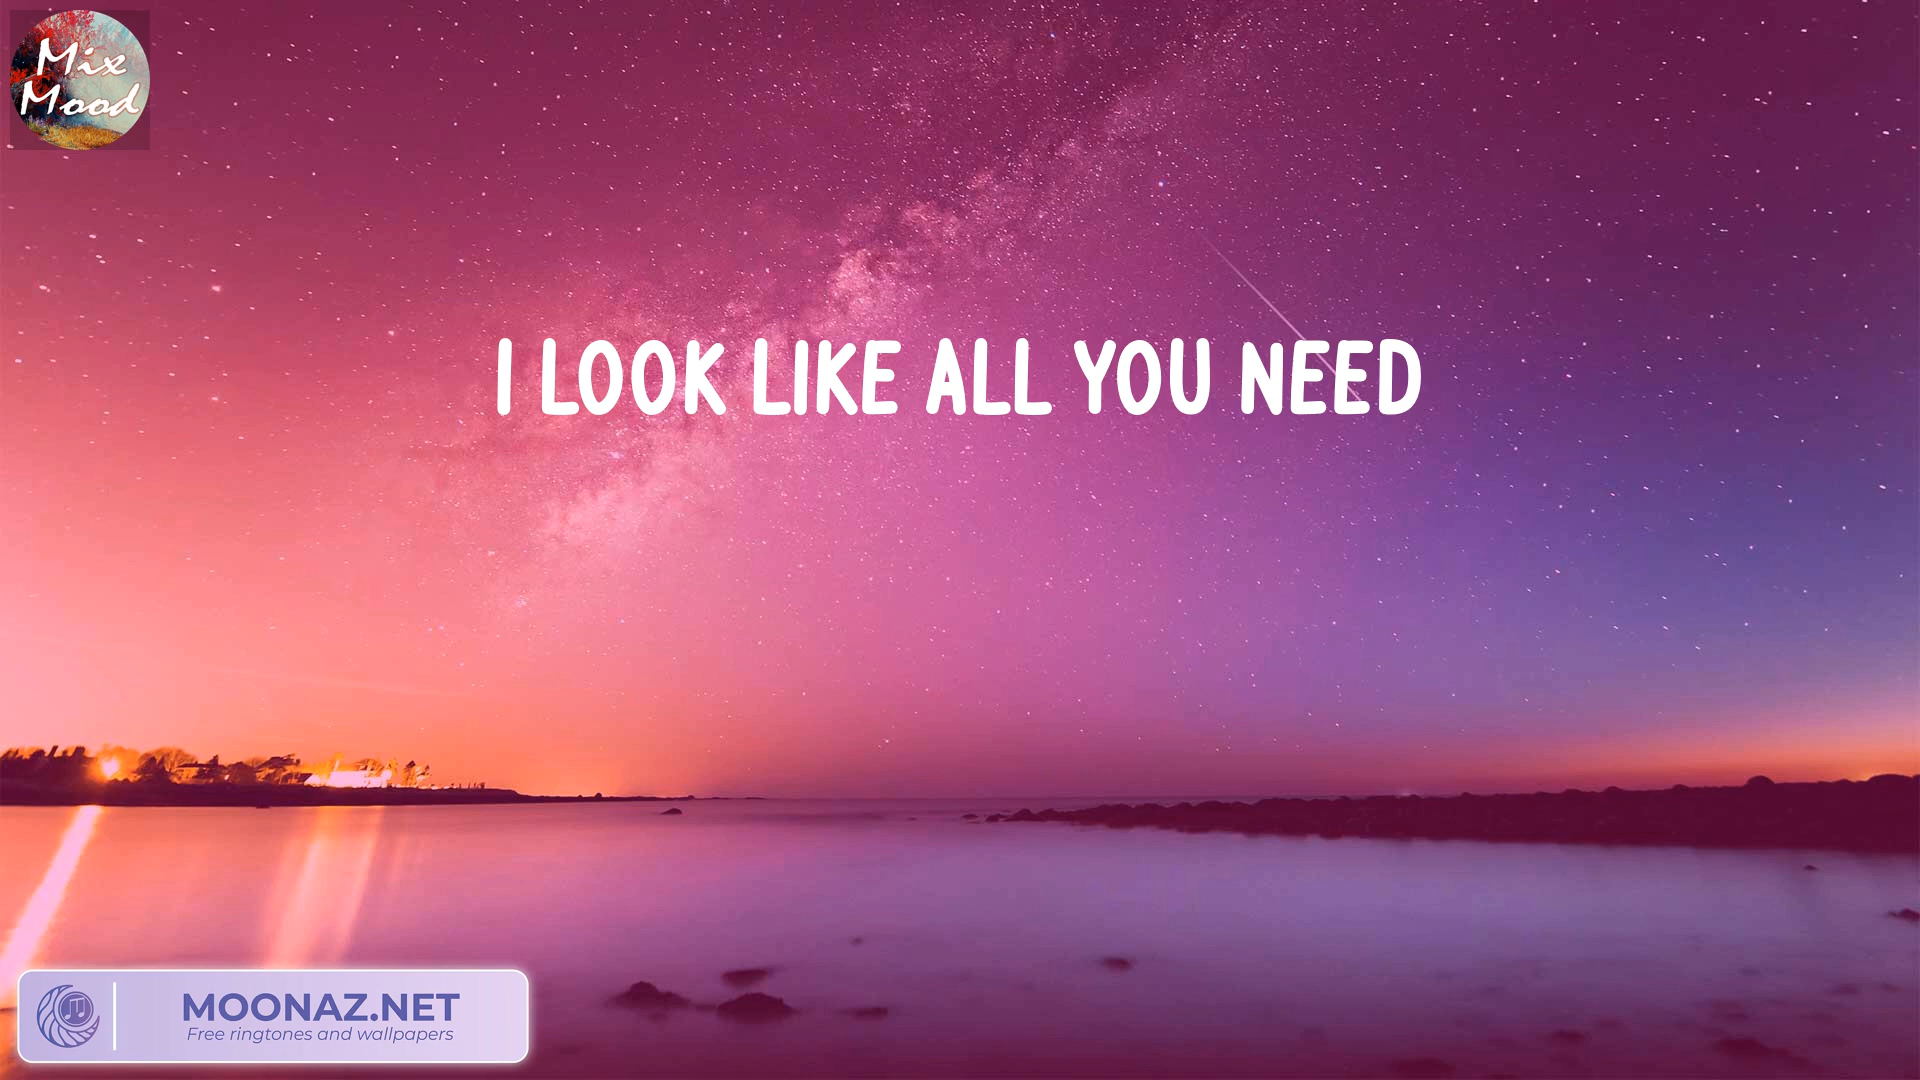 Mix
Mood
I LOOK LIKE ALL YOU NEED
MOONAZ.NET
Free ringtones and wallpapers